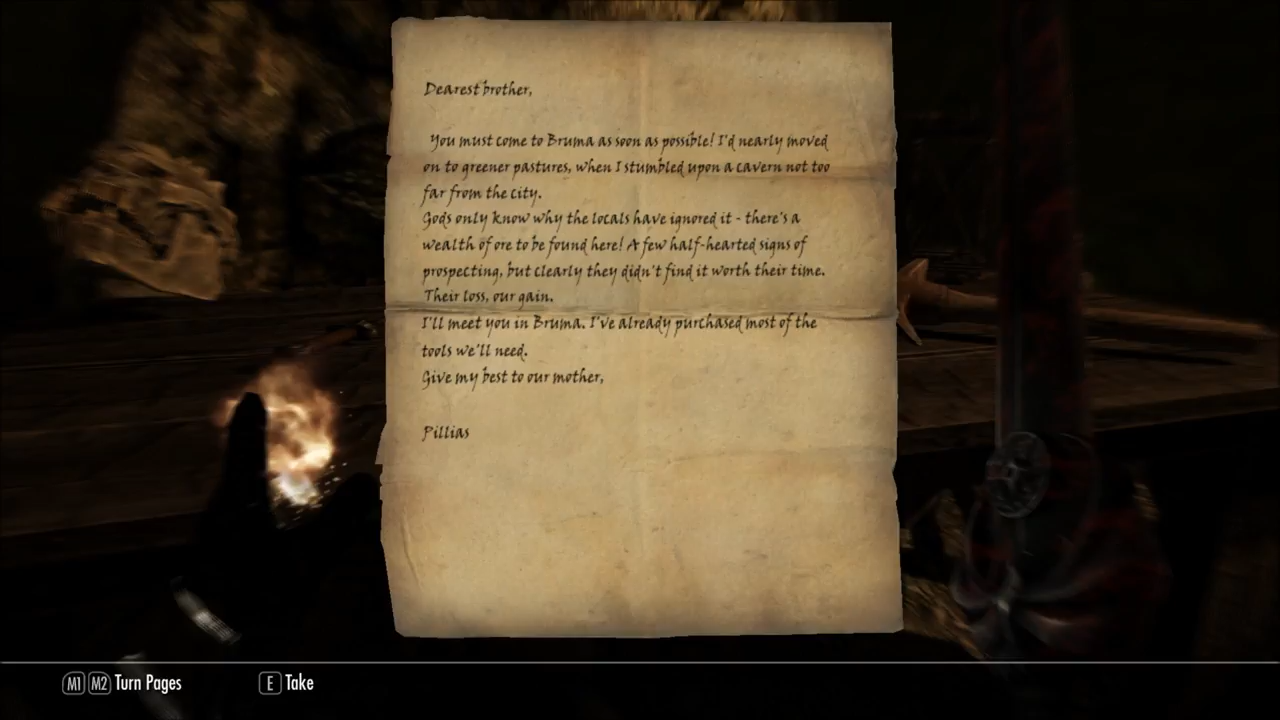 Dearest brother,
You must come to Bruma as soon as possible! I'd nearly moved
on to greener pastures, when I stumbled upon a cavern not too
far from the city.
Gods only know why the locals have ignored it - there's a
wealth of ore to be found here! A few half-hearted signs of
prospecting, but clearly they didn't find it worth their time.
Their loss, our gain.
I'll meet you in Bruma. I've already purchased most of the
tools we'll need.
Give my best to our mother,
Pillias
M1 M2 Turn Pages E Take